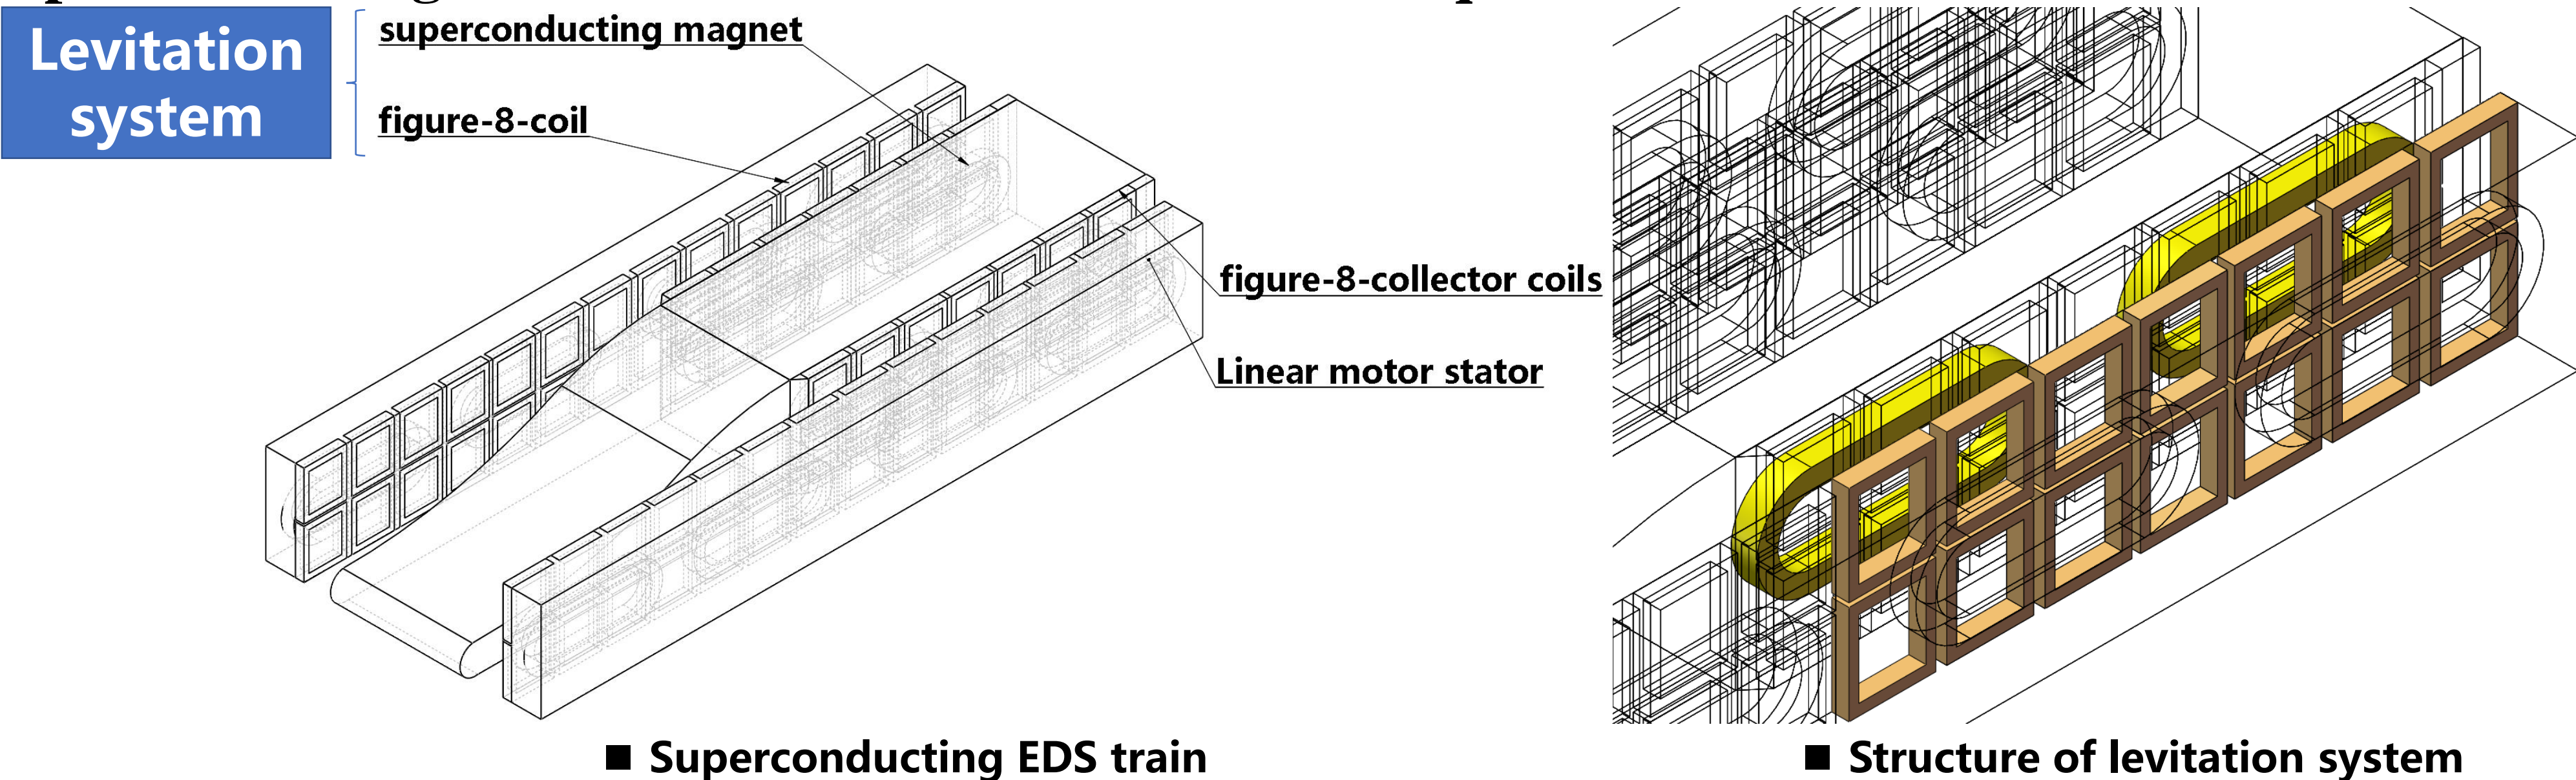 Levitation
system
superconducting magnet
figure-8-coil
figure-8-collector coils
Linear motor stator
■ Superconducting EDS train
■ Structure of levitation system